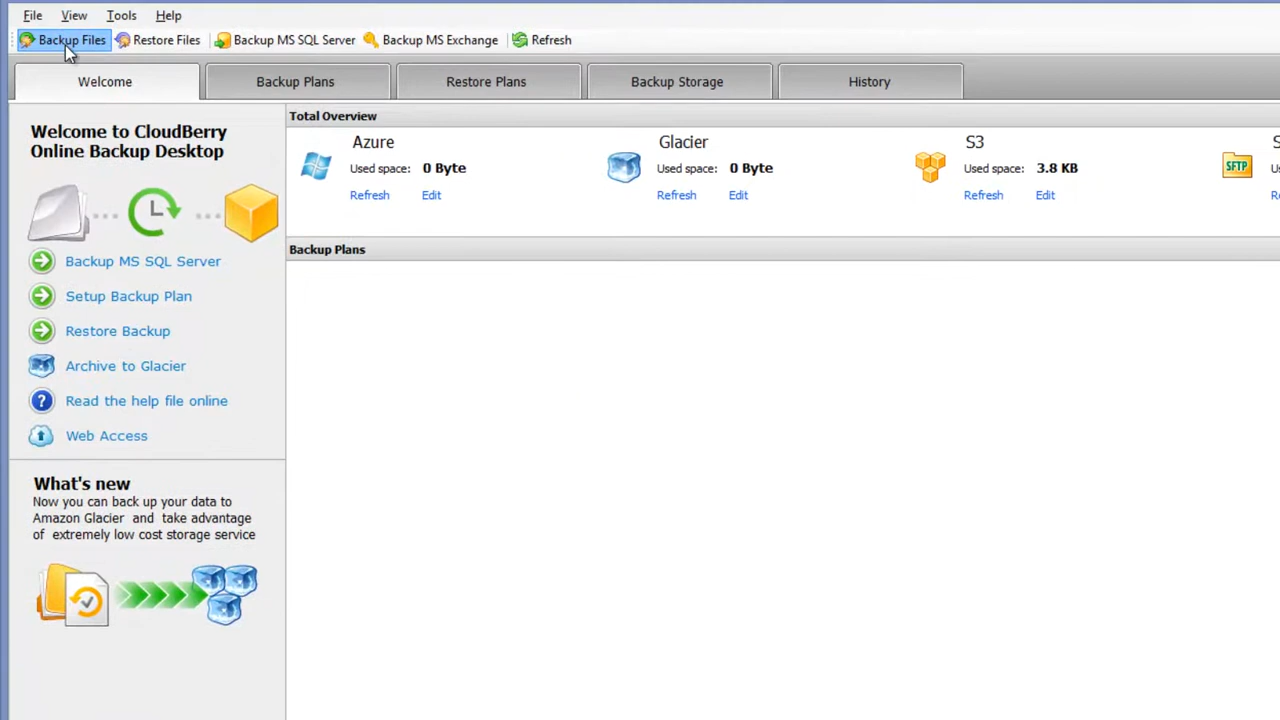 File View Tools Help
Backup Files Restore Files Backup MS SQL Server Backup MS Exchange Refresh
Welcome Backup Plans Restore Plans Backup Storage History
Welcome to CloudBerry
Online Backup Desktop
Backup MS SQL Server
Setup Backup Plan
Restore Backup
Archive to Glacier
Read the help file online
Web Access
What's new
Now you can back up your data to
Amazon Glacier and take advantage
of extremely low cost storage service
Total Overview
Azure
Used space: 0 Byte
Refresh Edit
Glacier
Used space: 0 Byte
Refresh Edit
S3
Used space: 3.8 KB
Refresh Edit
SFTP
Backup Plans